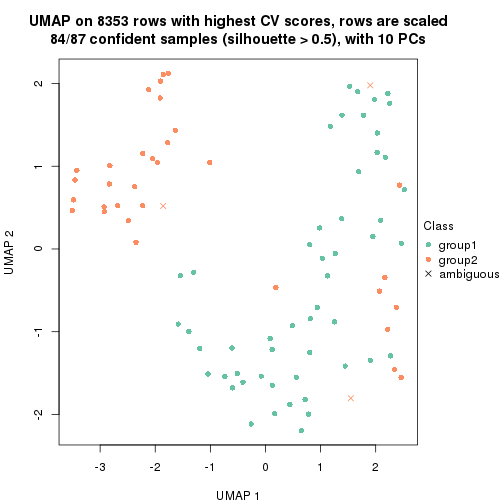 UMAP on 8353 rows with highest CV scores, rows are scaled
84/87 confident samples (silhouette > 0.5), with 10 PCs
2
1
0
-1
-2
UMAP 2
-3 -2 -1 0 1 2
UMAP 1
Class
group1
group2
ambiguous